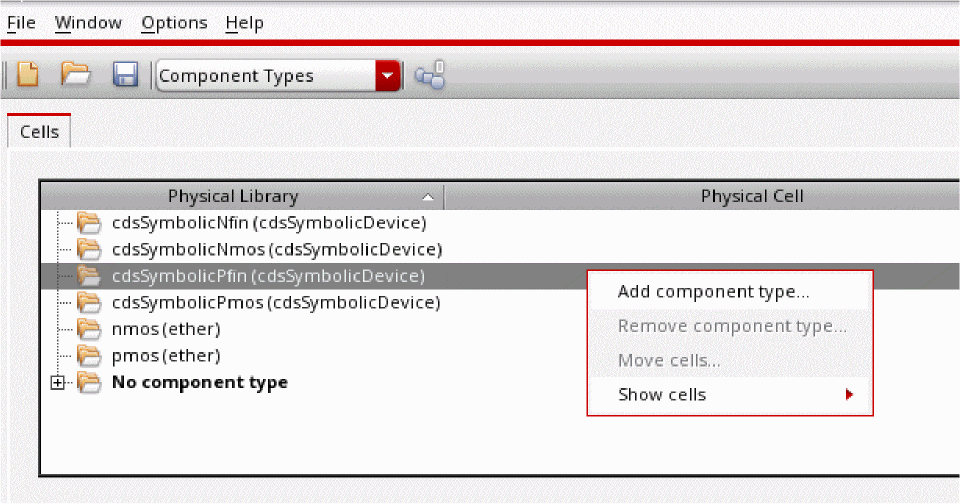 File Window Options Help
Component Types
Cells
Physical Library Physical Cell
cdsSymbolicNfin (cdsSymbolicDevice)
cdsSymbolicNmos (cdsSymbolicDevice)
cdsSymbolicPfin (cdsSymbolicDevice)
cdsSymbolicPmos (cdsSymbolicDevice)
nmos (ether)
pmos (ether)
No component type
Add component type...
Remove component type...
Move cells...
Show cells